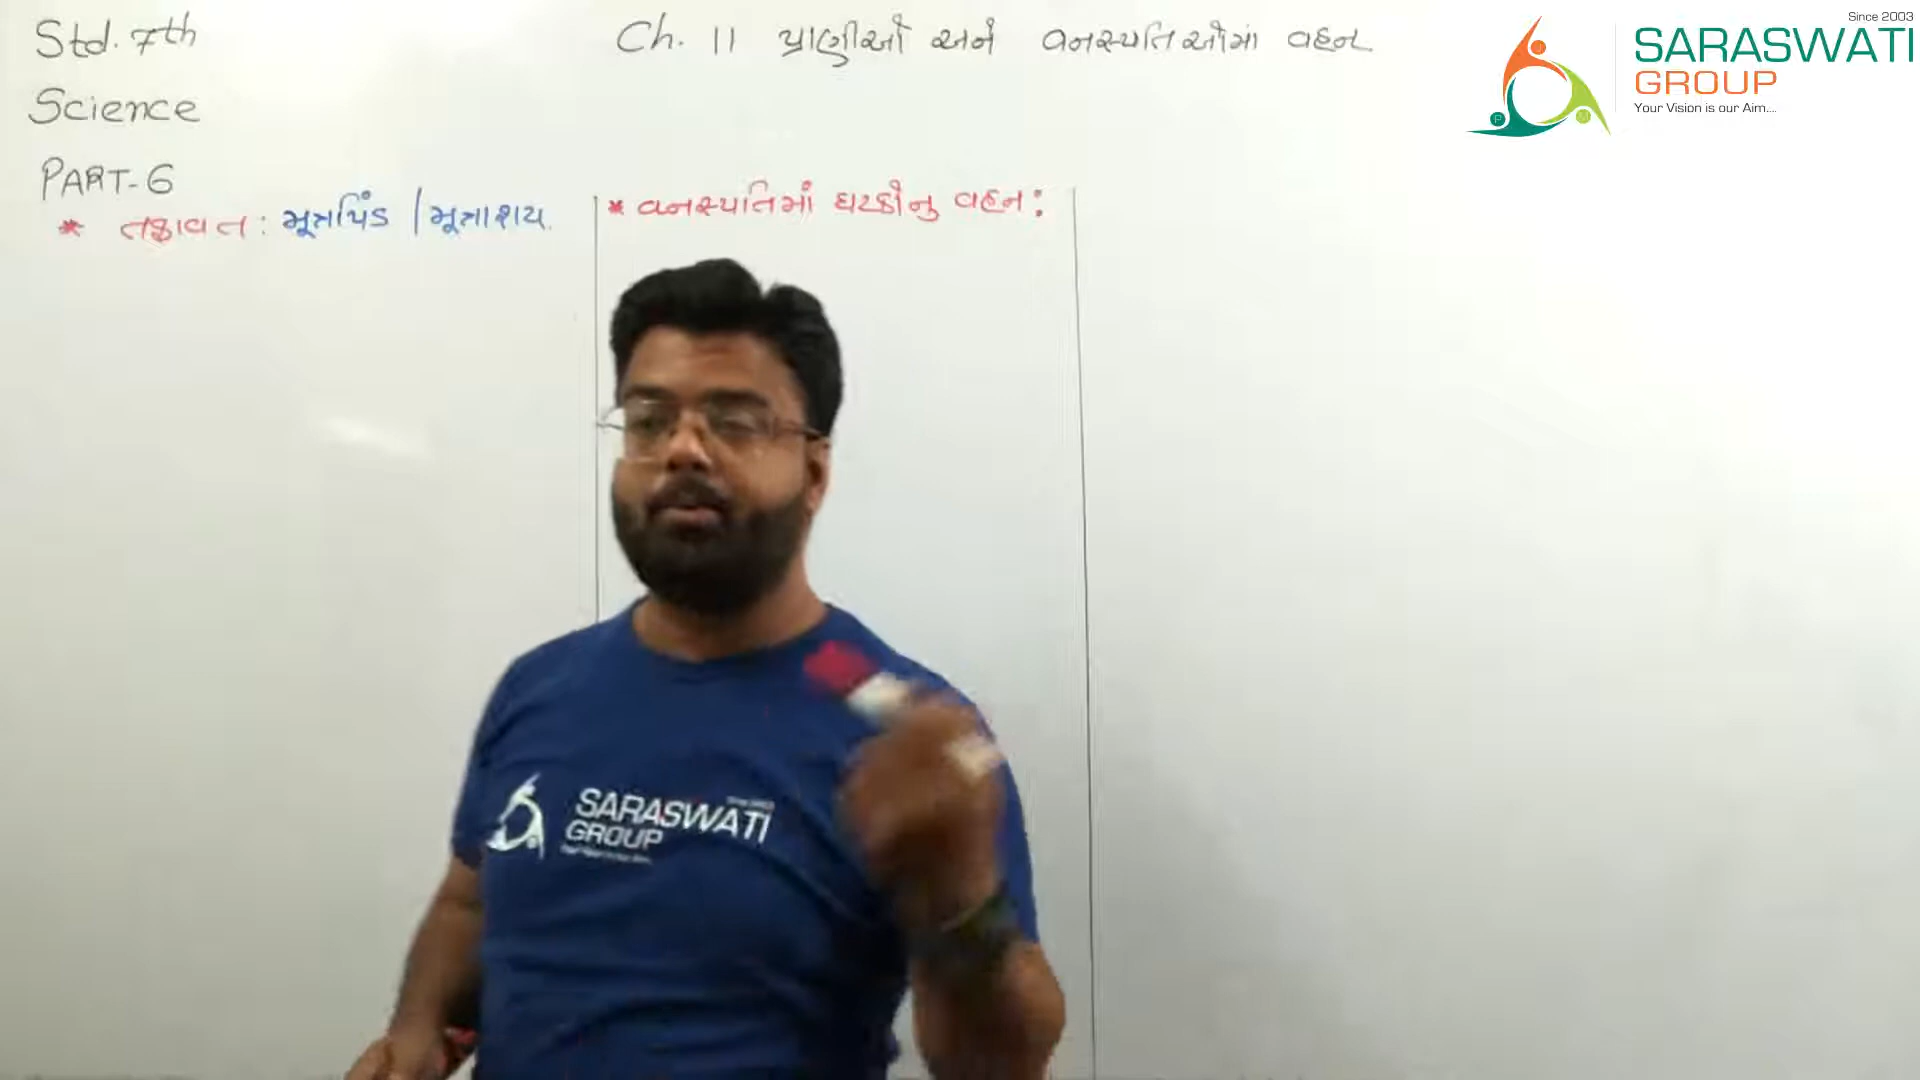 Std. 7th
Ch. 11 પ્રાણીઓ અને વનસ્પતિઓમાં વહન
Since 2003
SARASWATI
GROUP
Your Vision is our Aim....
Science
PART-6
* તફાવત : મૂત્રપિંડ / મૂત્રાશય.
* વનસ્પતિમાં ઘટકોનુ વહન :
SARASWATI
GROUP